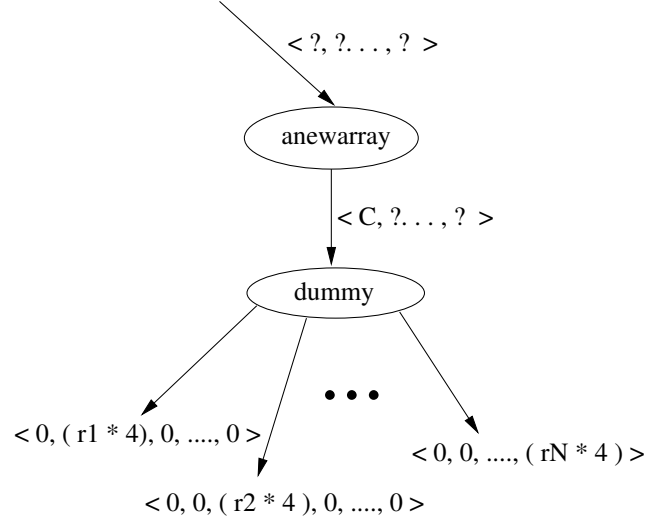 < ?, ?. . . , ? >
anewarray
< C, ?. . . , ? >
dummy
< 0, ( r1 * 4), 0, ...., 0 >
< 0, 0, ...., ( rN * 4 ) >
< 0, 0, ( r2 * 4 ), 0, ...., 0 >